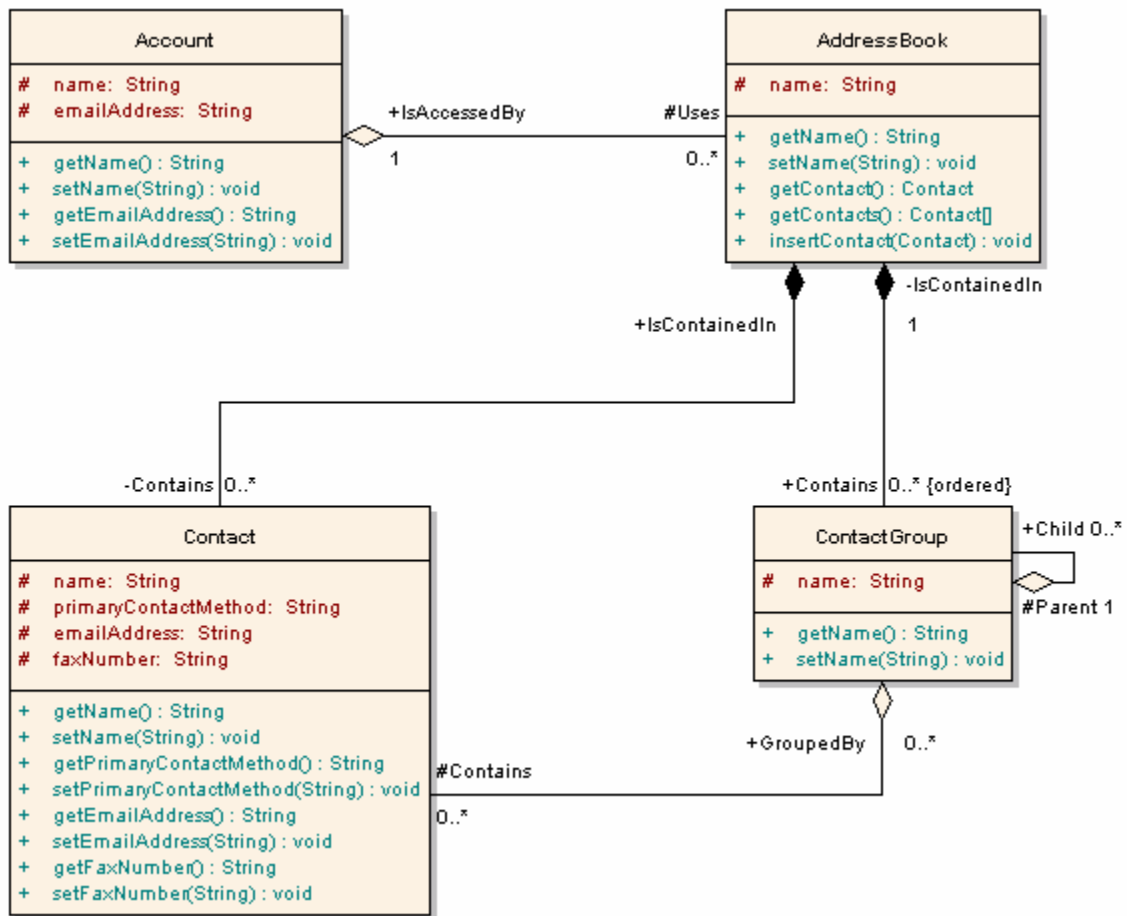 Account
# name: String
# emailAddress: String
+ getName() : String
+ setName(String) : void
+ getEmailAddress() : String
+ setEmailAddress(String) : void
+IsAccessedBy
1
#Uses
0..*
AddressBook
# name: String
+ getName() : String
+ setName(String) : void
+ getContact() : Contact
+ getContacts() : Contact[]
+ insertContact(Contact) : void
+IsContainedIn
-IsContainedIn
1
-Contains 0..*
+Contains 0..* {ordered}
Contact
# name: String
# primaryContactMethod: String
# emailAddress: String
# faxNumber: String
+ getName() : String
+ setName(String) : void
+ getPrimaryContactMethod() : String
+ setPrimaryContactMethod(String) : void
+ getEmailAddress() : String
+ setEmailAddress(String) : void
+ getFaxNumber() : String
+ setFaxNumber(String) : void
ContactGroup
# name: String
+ getName() : String
+ setName(String) : void
+Child 0..*
#Parent 1
+GroupedBy 0..*
#Contains
0..*